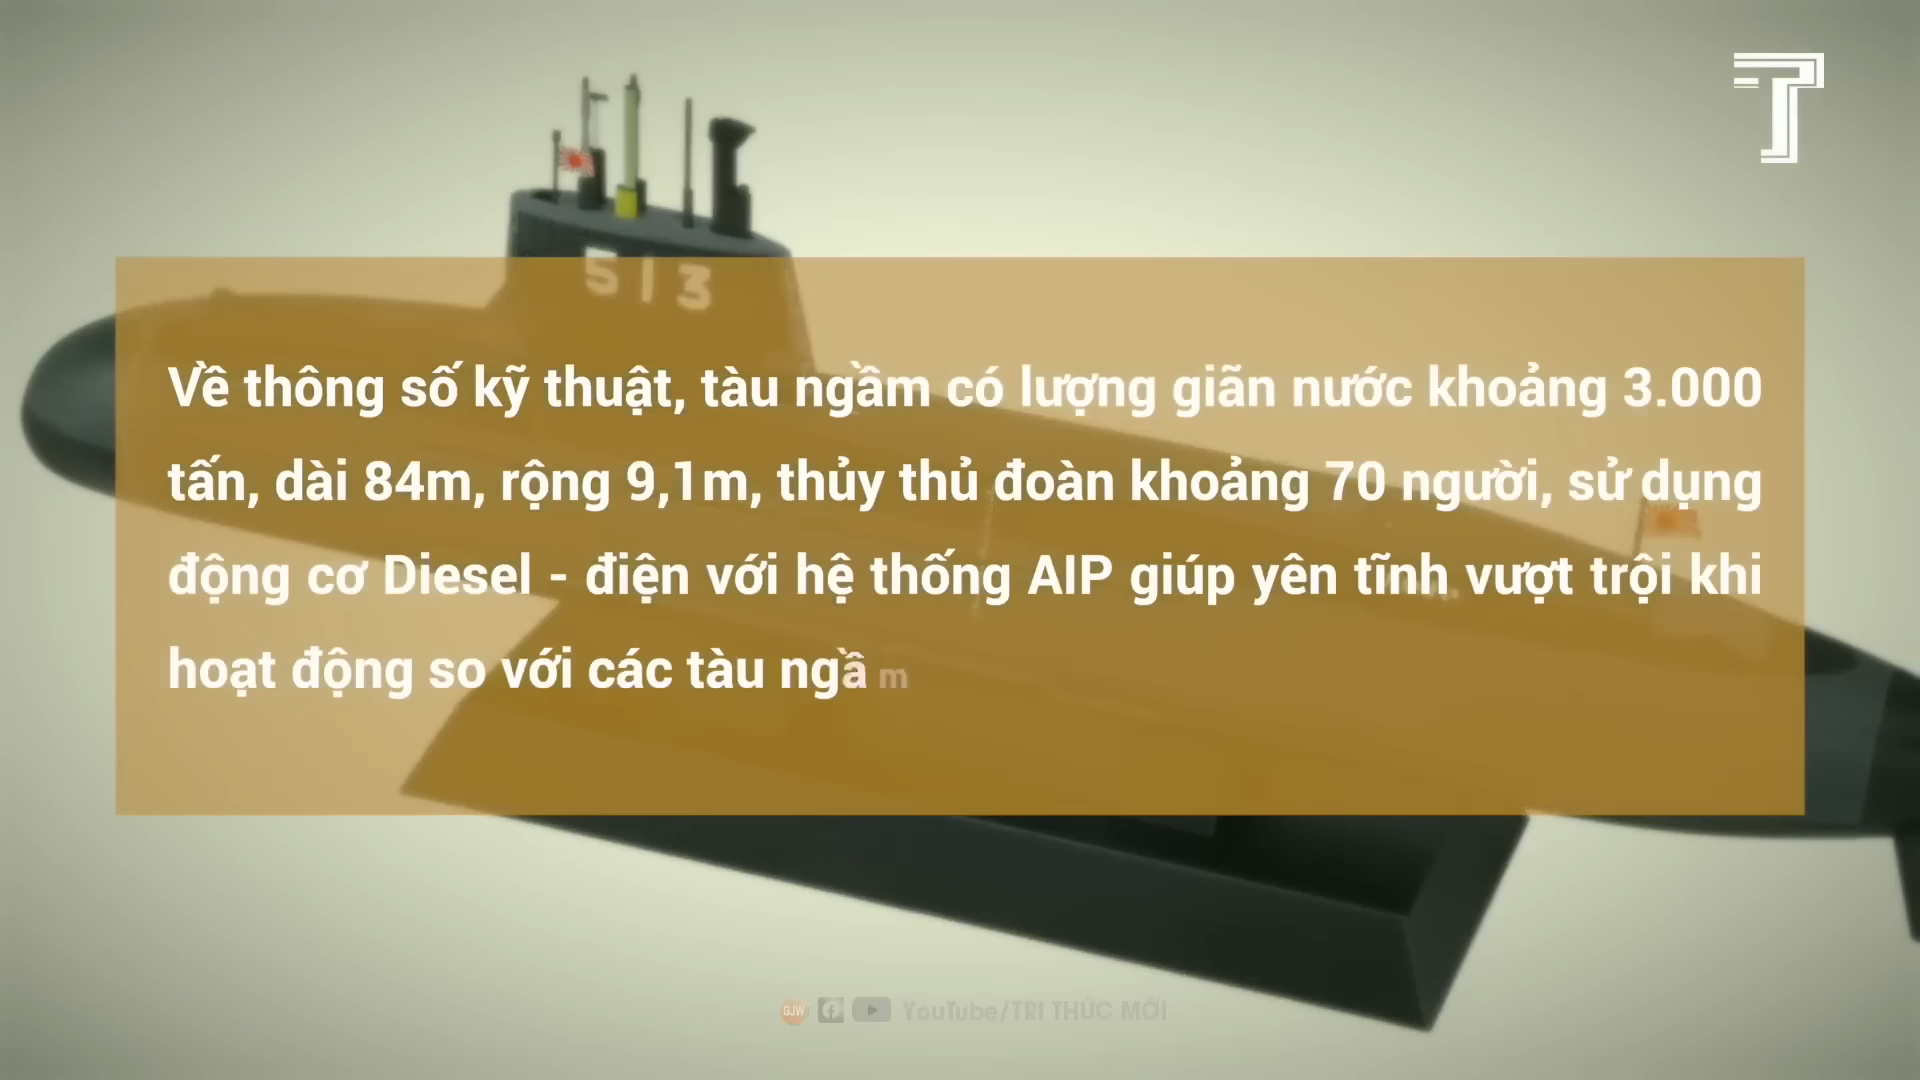 513
Về thông số kỹ thuật, tàu ngầm có lượng giãn nước khoảng 3.000
tấn, dài 84m, rộng 9,1m, thủy thủ đoàn khoảng 70 người, sử dụng
động cơ Diesel - điện với hệ thống AIP giúp yên tĩnh vượt trội khi
hoạt động so với các tàu ngầm
GJW YouTube/TRI THỨC MỚI